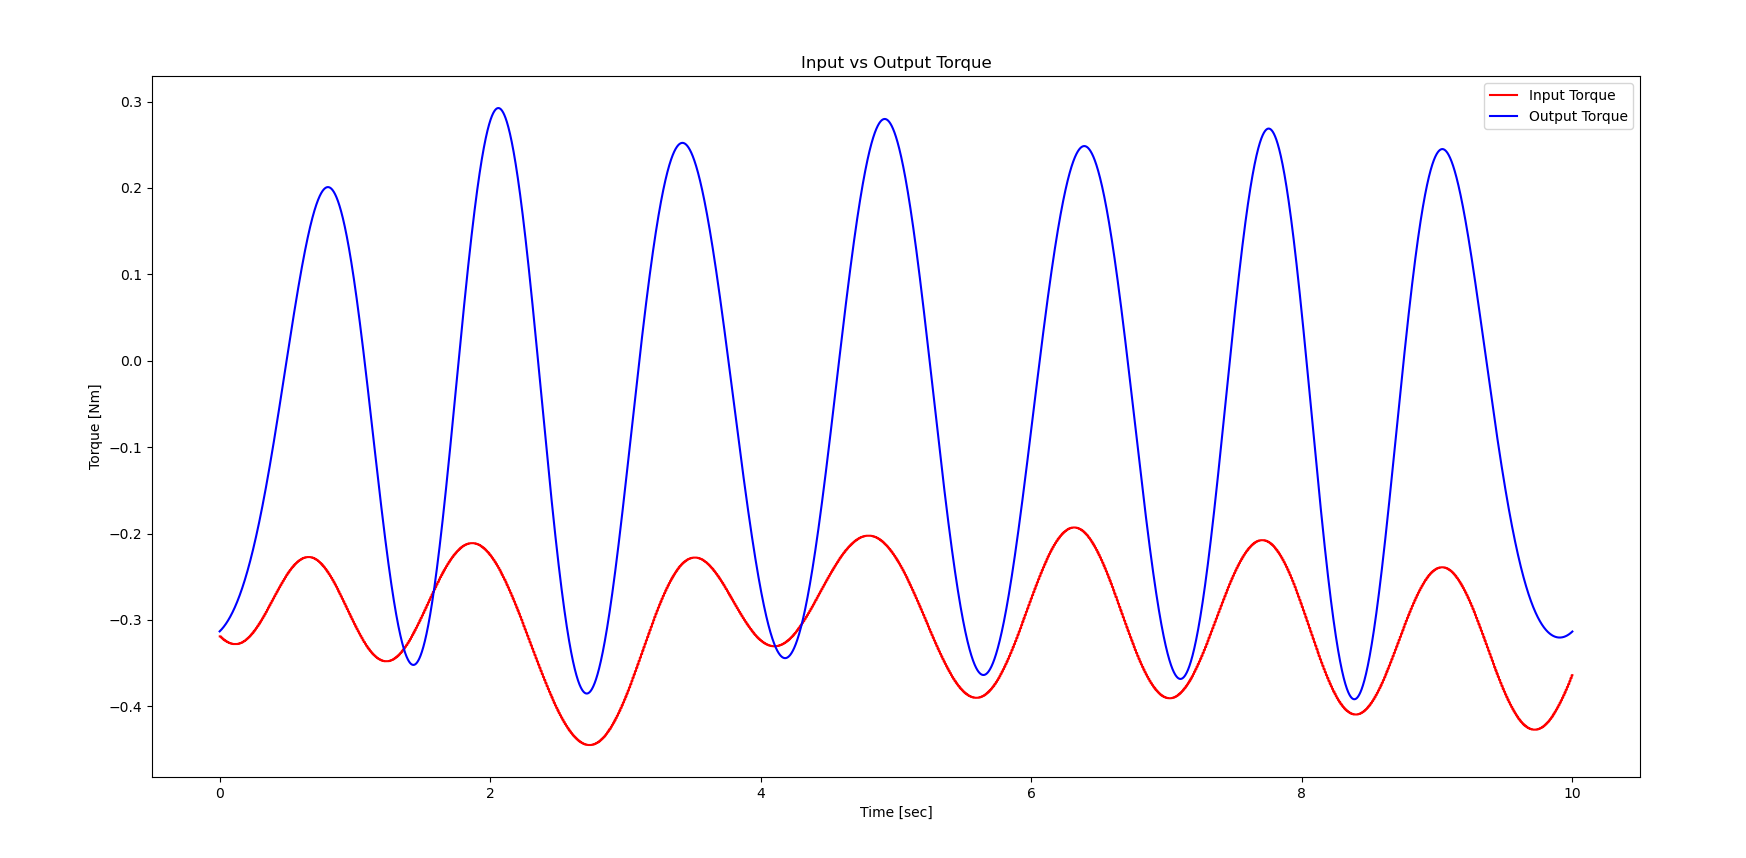 Input vs Output Torque
Input Torque
Output Torque
0.3
0.2
0.1
0.0
−0.1
−0.2
−0.3
−0.4
Torque [Nm]
0 2 4 6 8 10
Time [sec]